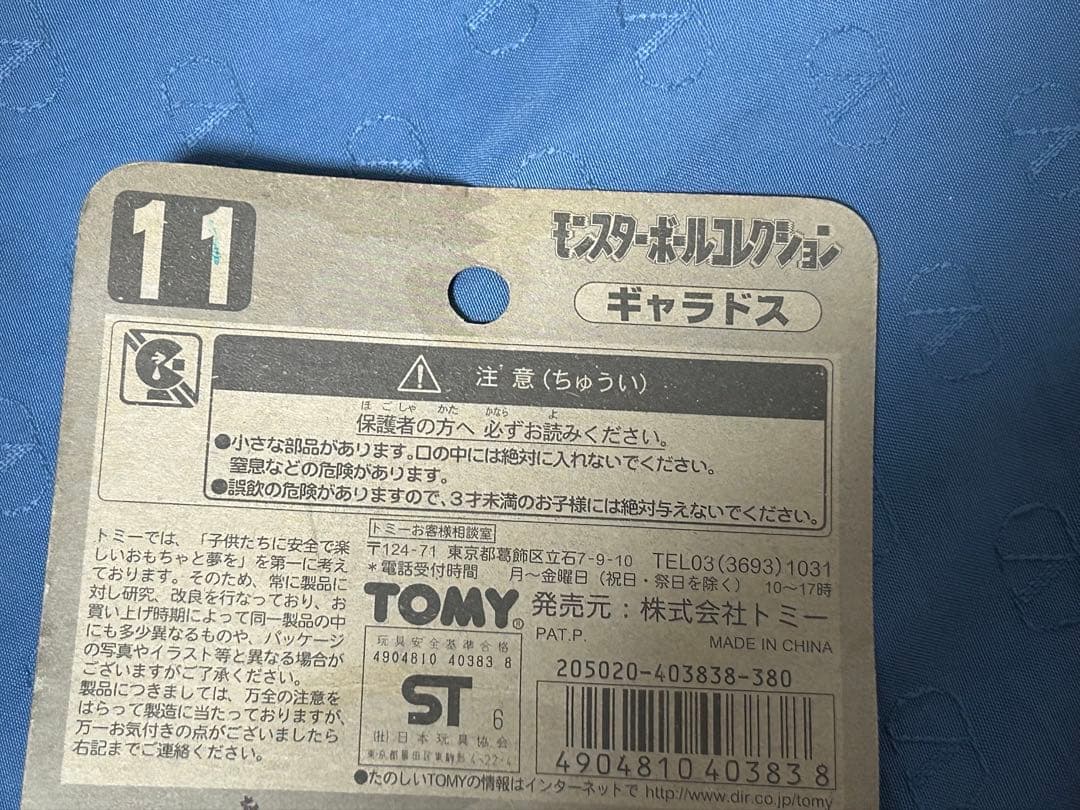 11
モンスターボールコレクション
ギャラドス
注意(ちゅうい)
ほごしゃ かた かなら よ
保護者の方へ 必ずお読みください。
●小さな部品があります。口の中には絶対に入れないでください。
窒息などの危険があります。
●誤飲の危険がありますので、3才未満のお子様には絶対与えないでください。
トミーでは、「子供たちに安全で楽
しいおもちゃと夢を」を第一に考え
ております。そのため、常に製品に
対し研究、改良を行なっており、お
買い上げ時期によって同一製品の中
にも多少異なるものや、パッケージ
の写真やイラスト等と異なる場合が
ございますがご了承ください。
製品につきましては、万全の注意を
はらって製造に当たっておりますが、
万一お気付きの点がございましたら
右記までご連絡ください。
トミーお客様相談室
〒124-71 東京都葛飾区立石7-9-10 TEL03(3693)1031
*電話受付時間 月〜金曜日(祝日・祭日を除く) 10〜17時
TOMY® 発売元:株式会社トミー
PAT.P. MADE IN CHINA
玩具安全基準合格
4904810 40383 8
ST 6
(社)日本玩具協会
東京都墨田区東駒形 4-22-4
205020-403838-380
4904810 403838
●たのしいTOMYの情報はインターネットで http://www.dir.co.jp/tomy